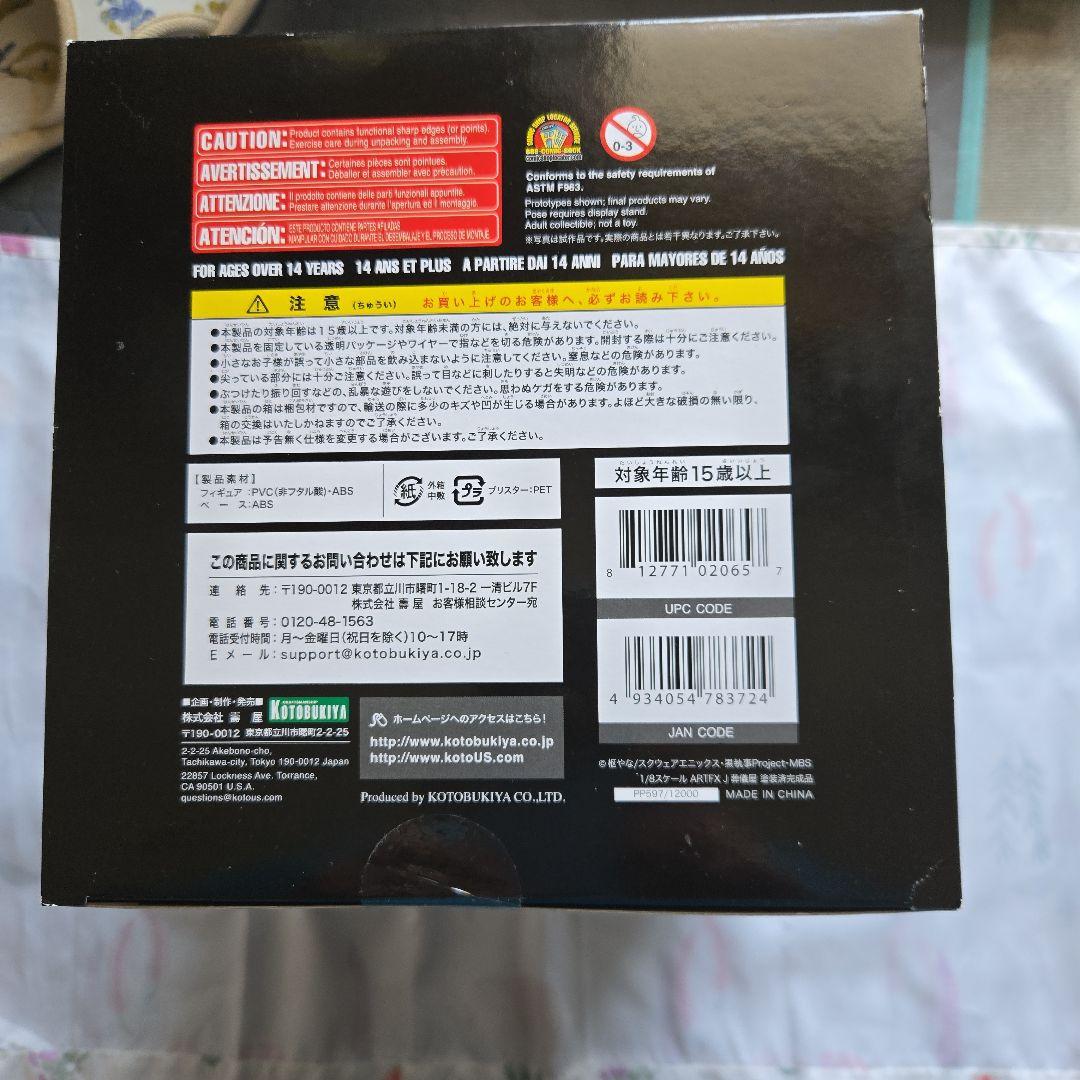 CAUTION: Product contains functional sharp edges (or points).
Exercise care during unpacking and assembly.
AVERTISSEMENT: Certaines pièces sont pointues.
Déballer et assembler avec précaution.
ATTENZIONE: Il prodotto contiene delle parti funzionali appuntite.
Prestare attenzione durante l'apertura ed il montaggio.
ATENCIÓN: ESTE PRODUCTO CONTIENE PARTES AFILADAS
MANIPULAR CON CUIDADO DURANTE EL DESEMBALAJE Y EL PROCESO DE MONTAJE
COMIC SHOP LOCATOR SERVICE
888-COMIC-BOOK
comicshoplocator.com
0-3
Conforms to the safety requirements of
ASTM F963.
Prototypes shown; final products may vary.
Pose requires display stand.
Adult collectible; not a toy.
※写真は試作品です。実際の商品とは若干異なります。ご了承下さい。
FOR AGES OVER 14 YEARS 14 ANS ET PLUS A PARTIRE DAI 14 ANNI PARA MAYORES DE 14 AÑOS
注意 (ちゅうい) お買い上げのお客様へ、必ずお読み下さい。
●本製品の対象年齢は15歳以上です。対象年齢未満の方には、絶対に与えないでください。
●本製品を固定している透明パッケージやワイヤーで指などを切る危険があります。開封する際は十分にご注意ください。
●小さなお子様が誤って小さな部品を飲み込まないように注意してください。窒息などの危険があります。
●尖っている部分には十分ご注意ください。誤って目などに刺したりすると失明などの危険があります。
●ぶつけたり振り回すなどの、乱暴な遊びをしないでください。思わぬケガをする危険があります。
●本製品の箱は梱包材ですので、輸送の際に多少のキズや凹が生じる場合があります。よほど大きな破損の無い限り、
箱の交換はいたしかねますのでご了承ください。
●本製品は予告無く仕様を変更する場合がございます。ご了承ください。
【製品素材】
フィギュア:PVC(非フタル酸)・ABS
ベース:ABS
紙 外箱
中敷
プラ ブリスター:PET
対象年齢15歳以上
8 12771 02065 7
UPC CODE
4 934054 783724
JAN CODE
この商品に関するお問い合わせは下記にお願い致します
連絡先:〒190-0012 東京都立川市曙町1-18-2 一清ビル7F
株式会社 壽屋 お客様相談センター宛
電話番号:0120-48-1563
電話受付時間:月〜金曜日(祝日を除く)10〜17時
Eメール:support@kotobukiya.co.jp
■企画・制作・発売■
株式会社 壽屋
KOTOBUKIYA
〒190-0012 東京都立川市曙町2-2-25
2-2-25 Akebono-cho,
Tachikawa-city, Tokyo 190-0012 Japan
22857 Lockness Ave. Torrance,
CA 90501 U.S.A.
questions@kotous.com
ホームページへのアクセスはこちら!
http://www.kotobukiya.co.jp
http://www.kotoUS.com
Produced by KOTOBUKIYA CO.,LTD.
©枢やな/スクウェアエニックス・黒執事Project・MBS
1/8スケール ARTFX J 葬儀屋 塗装済完成品
PP597/12000 MADE IN CHINA